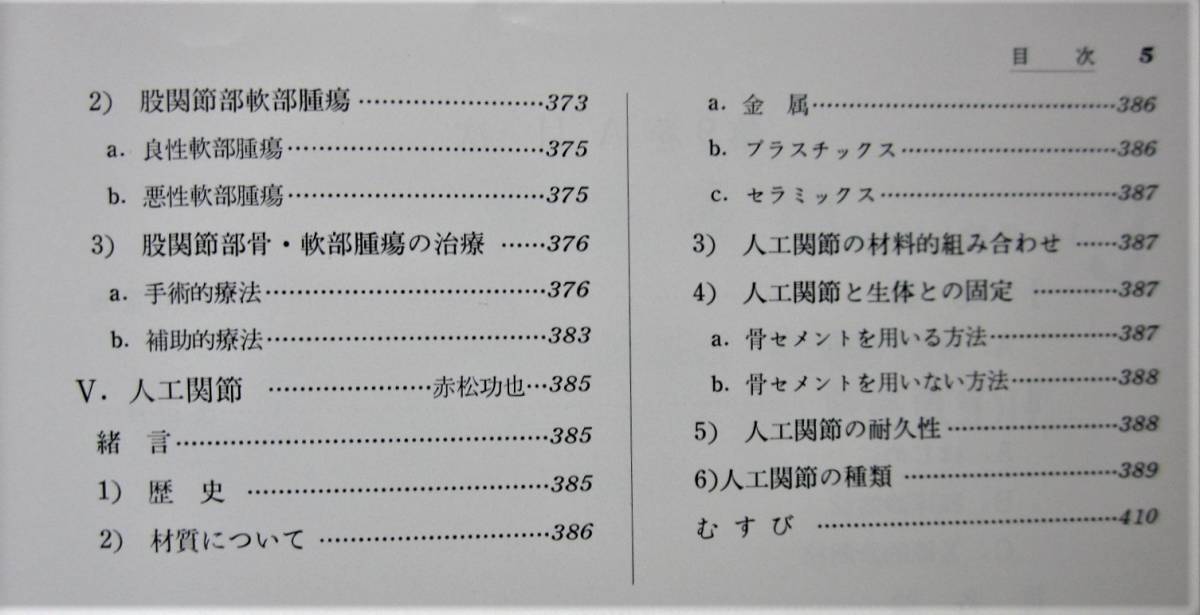 目　次　5
2)　股関節部軟部腫瘍……………………373
a. 良性軟部腫瘍…………………………375
b. 悪性軟部腫瘍…………………………375
3)　股関節部骨・軟部腫瘍の治療……376
a. 手術的療法……………………………376
b. 補助的療法……………………………383
V. 人工関節………………赤松功也…385
緒　言……………………………………385
1)　歴　史………………………………385
2)　材質について………………………386
a. 金　属…………………………………386
b. プラスチックス………………………386
c. セラミックス…………………………387
3)　人工関節の材料的組み合わせ……387
4)　人工関節と生体との固定…………387
a. 骨セメントを用いる方法……………387
b. 骨セメントを用いない方法…………388
5)　人工関節の耐久性…………………388
6)人工関節の種類………………………389
むすび……………………………………410